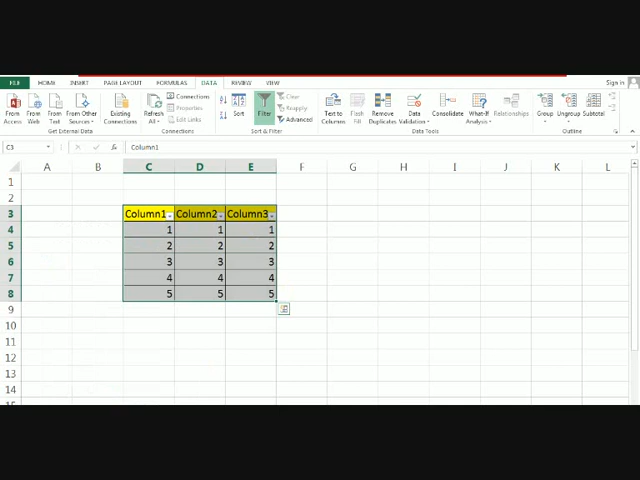 FILE HOME INSERT PAGE LAYOUT FORMULAS DATA REVIEW VIEW Sign in
From Access
From Web
From Text
From Other Sources
Existing Connections
Refresh All
Connections
Properties
Edit Links
Sort
Filter
Clear
Reapply
Advanced
Text to Columns
Flash Fill
Remove Duplicates
Data Validation
Consolidate
What-If Analysis
Relationships
Group
Ungroup
Subtotal
Get External Data Connections Sort & Filter Data Tools Outline
C3 Column1
A B C D E F G H I J K L
1
2
3 Column1 Column2 Column3
4 1 1 1
5 2 2 2
6 3 3 3
7 4 4 4
8 5 5 5
9
10
11
12
13
14